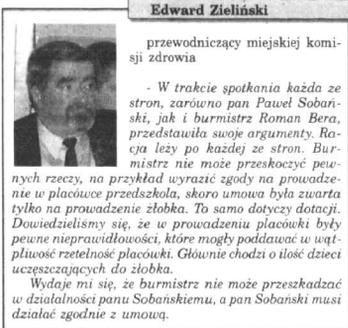 Edward Zieliński
przewodniczący miejskiej komi-
sji zdrowia
- W trakcie spotkania każda ze
stron, zarówno pan Paweł Sobań-
ski, jak i burmistrz Roman Bera,
przedstawiła swoje argumenty. Ra-
cja leży po każdej ze stron. Bur-
mistrz nie może przeskoczyć pew-
nych rzeczy, na przykład wyrazić zgody na prowadze-
nie w placówce przedszkola, skoro umowa była zwarta
tylko na prowadzenie żłobka. To samo dotyczy dotacji.
Dowiedzieliśmy się, że w prowadzeniu placówki były
pewne nieprawidłowości, które mogły poddawać w wąt-
pliwość rzetelność placówki. Głównie chodzi o ilość dzieci
uczęszczających do żłobka.
Wydaje mi się, że burmistrz nie może przeszkadzać
w działalności panu Sobańskiemu, a pan Sobański musi
działać zgodnie z umową.